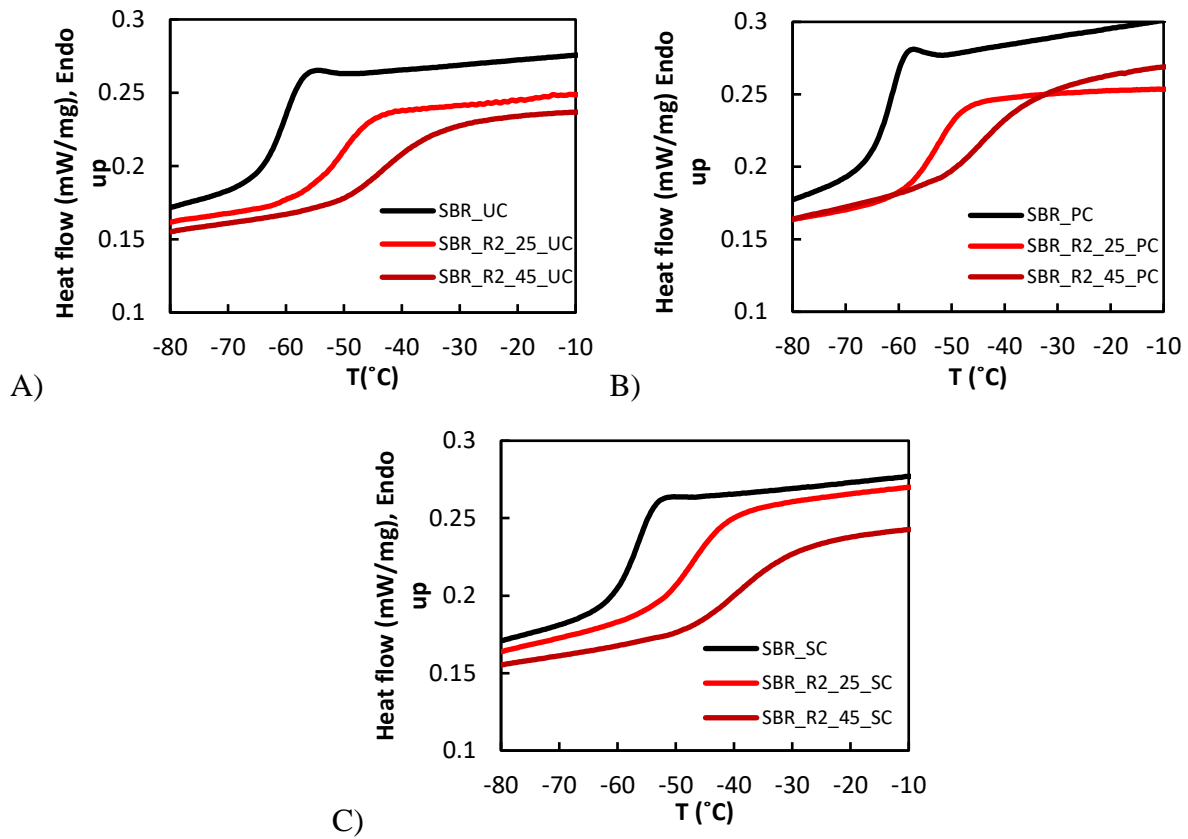 Heat flow (mW/mg), Endo
up
0.3
0.25
0.2
0.15
0.1
SBR_UC
SBR_R2_25_UC
SBR_R2_45_UC
-80 -70 -60 -50 -40 -30 -20 -10
T(˚C)
A)
Heat flow (mW/mg) Endo
up
0.3
0.25
0.2
0.15
0.1
SBR_PC
SBR_R2_25_PC
SBR_R2_45_PC
-80 -70 -60 -50 -40 -30 -20 -10
T (˚C)
B)
Heat flow (mW/mg), Endo
up
0.3
0.25
0.2
0.15
0.1
SBR_SC
SBR_R2_25_SC
SBR_R2_45_SC
-80 -70 -60 -50 -40 -30 -20 -10
T (˚C)
C)